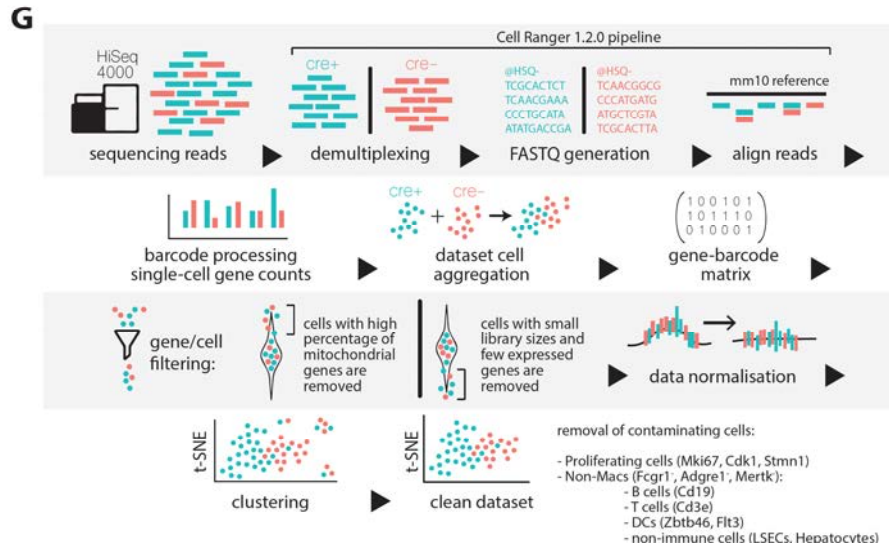 G
Cell Ranger 1.2.0 pipeline
HiSeq
4000
cre+
cre−
@HSQ-
TCGCACTCT
TCAACGAAA
CCCTGCATA
ATATGACCGA
@HSQ-
TCAACGGCG
CCCATGATG
ATGCTCGTA
TCGCACTTA
mm10 reference
sequencing reads
demultiplexing
FASTQ generation
align reads
barcode processing
single-cell gene counts
cre+
cre−
+
dataset cell
aggregation
1 0 0 1 0 1
1 0 1 1 1 0
0 1 0 0 0 1
gene-barcode
matrix
gene/cell
filtering:
cells with high
percentage of
mitochondrial
genes are
removed
cells with small
library sizes and
few expressed
genes are
removed
data normalisation
t-SNE
clustering
t-SNE
clean dataset
removal of contaminating cells:
- Proliferating cells (Mki67, Cdk1, Stmn1)
- Non-Macs (Fcgr1⁻, Adgre1⁻, Mertk⁻):
- B cells (Cd19)
- T cells (Cd3e)
- DCs (Zbtb46, Flt3)
- non-immune cells (LSECs, Hepatocytes)